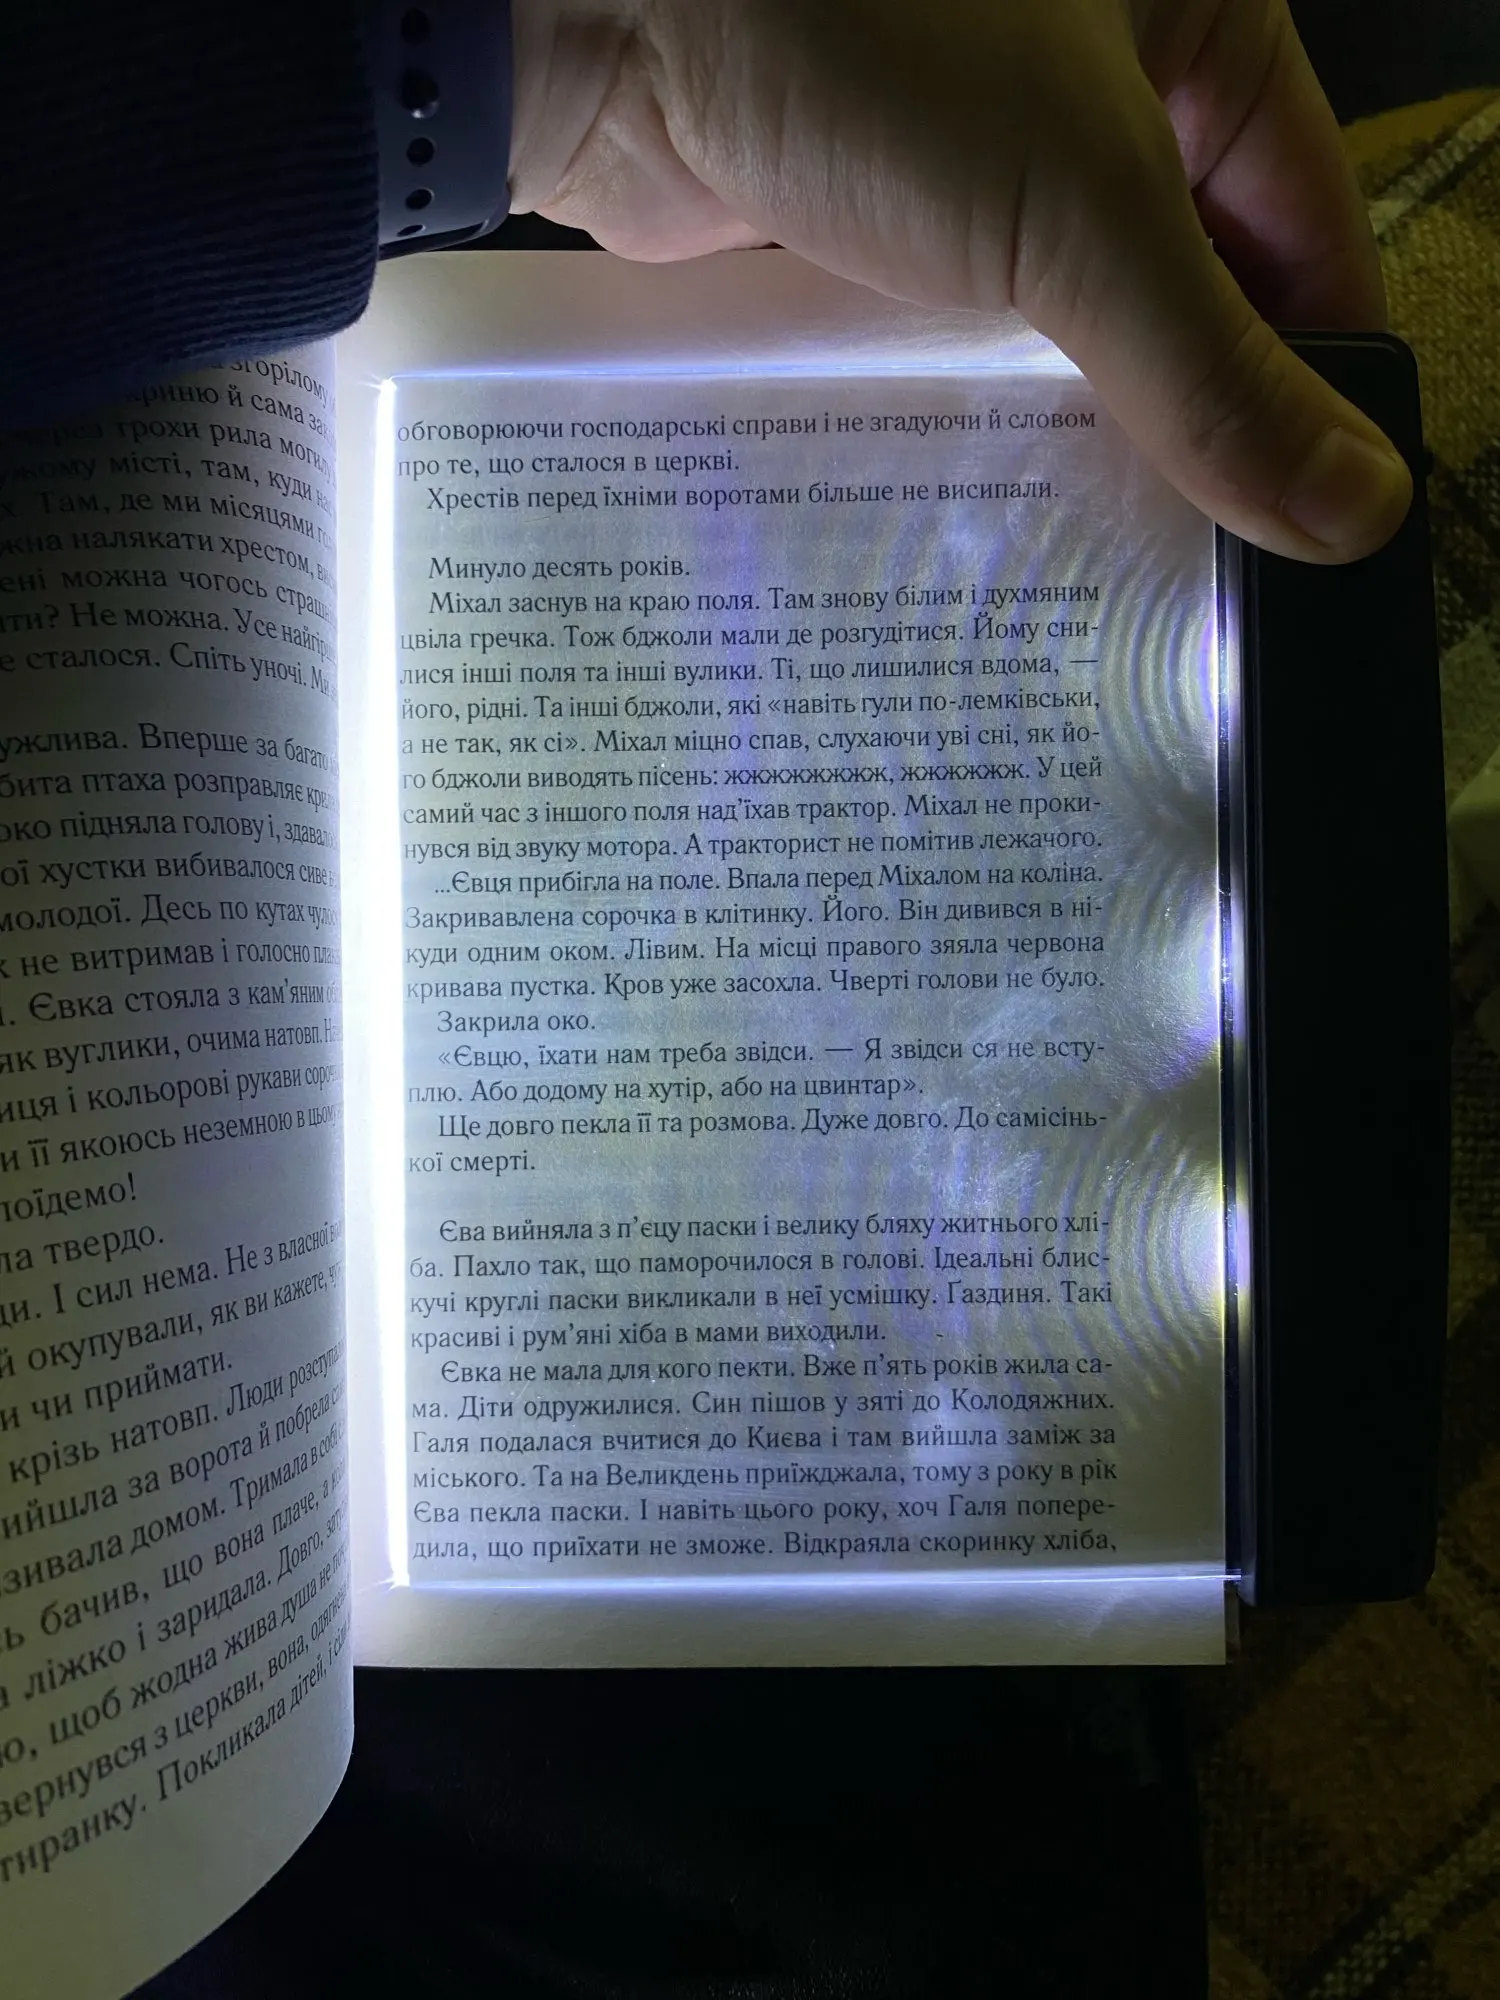 згорілому
й сама
трохи рила
місті, там, куди
Там, де ми місяцями
налякати хрестом,
можна чогось
Не можна. Усе
сталося. Спіть уночі.
Вперше за
птаха розправляє
підняла голову і,
хустки вибивалося
молодої. Десь по кутах
не витримав і голосно
Євка стояла з кам'яним
як вуглики, очима натовп.
і кольорові рукави
її якоюсь неземною в
поїдемо!
твердо.
І сил нема. Не з власної
окупували, як ви кажете,
чи приймати.
крізь натовп. Люди
за ворота й побрела
домом. Тримала в собі
бачив, що вона плаче, а
ліжко і заридала. Довго,
щоб жодна жива душа не
з церкви, вона,
Покликала дітей, і
обговорюючи господарські справи і не згадуючи й словом
про те, що сталося в церкві.
Хрестів перед їхніми воротами більше не висипали.
Минуло десять років.
Міхал заснув на краю поля. Там знову білим і духмяним
цвіла гречка. Тож бджоли мали де розгудітися. Йому сни-
лися інші поля та інші вулики. Ті, що лишилися вдома, —
його, рідні. Та інші бджоли, які «навіть гули по-лемківськи,
а не так, як сі». Міхал міцно спав, слухаючи уві сні, як йо-
го бджоли виводять пісень: жжжжжжжж, жжжжжж. У цей
самий час з іншого поля над'їхав трактор. Міхал не проки-
нувся від звуку мотора. А тракторист не помітив лежачого.
...Євця прибігла на поле. Впала перед Міхалом на коліна.
Закривавлена сорочка в клітинку. Його. Він дивився в ні-
куди одним оком. Лівим. На місці правого зяяла червона
кривава пустка. Кров уже засохла. Чверті голови не було.
Закрила око.
«Євцю, їхати нам треба звідси. — Я звідси ся не всту-
плю. Або додому на хутір, або на цвинтар».
Ще довго пекла її та розмова. Дуже довго. До самісінь-
кої смерті.
Єва вийняла з п'єцу паски і велику бляху житнього хлі-
ба. Пахло так, що паморочилося в голові. Ідеальні блис-
кучі круглі паски викликали в неї усмішку. Ґаздиня. Такі
красиві і рум'яні хіба в мами виходили.
Євка не мала для кого пекти. Вже п'ять років жила са-
ма. Діти одружилися. Син пішов у зяті до Колодяжних.
Галя подалася вчитися до Києва і там вийшла заміж за
міського. Та на Великдень приїжджала, тому з року в рік
Єва пекла паски. І навіть цього року, хоч Галя попере-
дила, що приїхати не зможе. Відкраяла скоринку хліба,